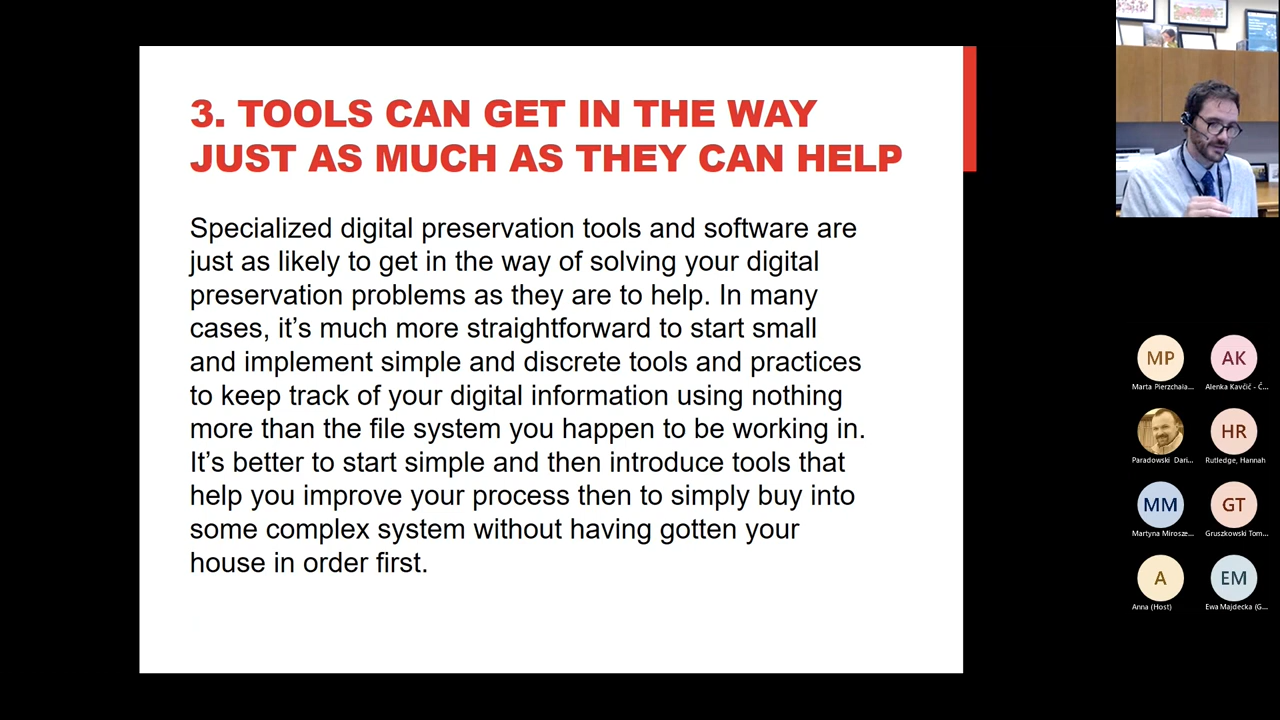 3. TOOLS CAN GET IN THE WAY
JUST AS MUCH AS THEY CAN HELP
Specialized digital preservation tools and software are
just as likely to get in the way of solving your digital
preservation problems as they are to help. In many
cases, it's much more straightforward to start small
and implement simple and discrete tools and practices
to keep track of your digital information using nothing
more than the file system you happen to be working in.
It's better to start simple and then introduce tools that
help you improve your process then to simply buy into
some complex system without having gotten your
house in order first.
MP
AK
Marta Pierzchala...
Alenka Kavčič - Č...
HR
Paradowski Dari...
Rutledge, Hannah
MM
GT
Martyna Mirosze...
Gruszkowski Tom...
A
EM
Anna (Host)
Ewa Majdecka (G...